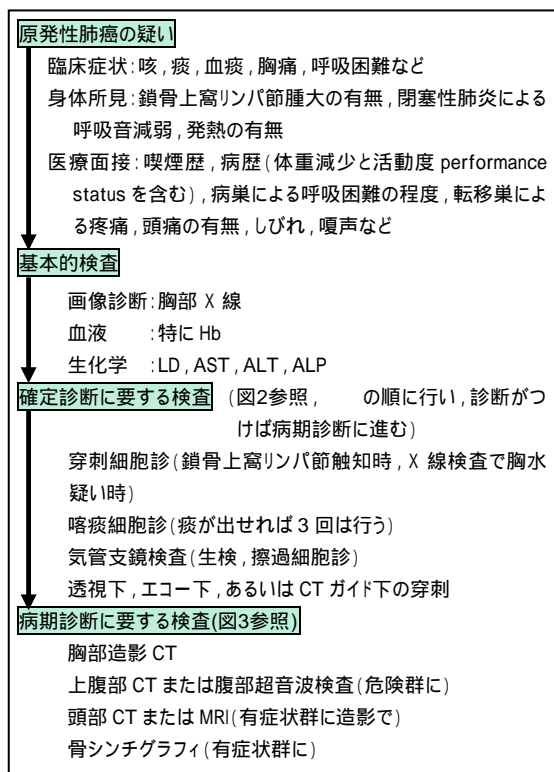 原発性肺癌の疑い
臨床症状:咳,痰,血痰,胸痛,呼吸困難など
身体所見:鎖骨上窩リンパ節腫大の有無,閉塞性肺炎による
呼吸音減弱,発熱の有無
医療面接:喫煙歴,病歴(体重減少と活動度 performance
status を含む),病巣による呼吸困難の程度,転移巣によ
る疼痛,頭痛の有無,しびれ,嗄声など
基本的検査
画像診断:胸部 X 線
血液 :特に Hb
生化学 :LD,AST,ALT,ALP
確定診断に要する検査 (図2参照, の順に行い,診断がつ
けば病期診断に進む)
穿刺細胞診(鎖骨上窩リンパ節触知時,X 線検査で胸水
疑い時)
喀痰細胞診(痰が出せれば 3 回は行う)
気管支鏡検査(生検,擦過細胞診)
透視下,エコー下,あるいは CT ガイド下の穿刺
病期診断に要する検査(図3参照)
胸部造影 CT
上腹部 CT または腹部超音波検査(危険群に)
頭部 CT または MRI(有症状群に造影で)
骨シンチグラフィ(有症状群に)